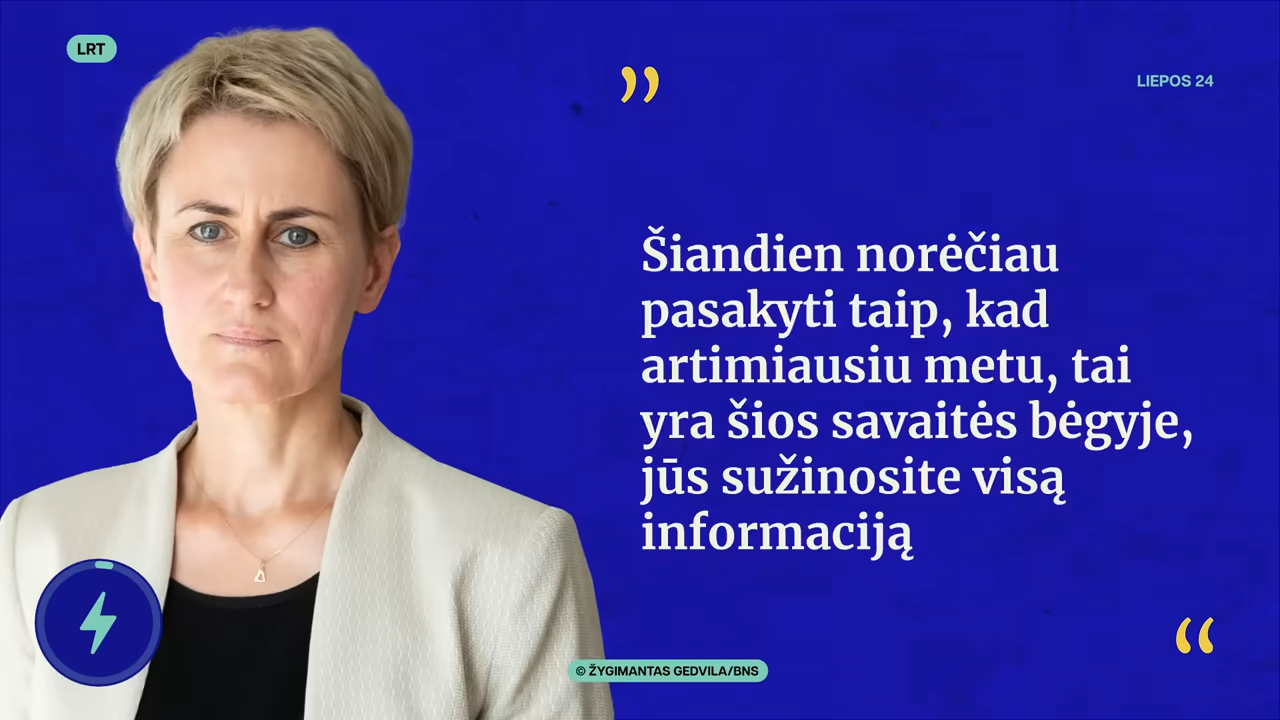 LRT
LIEPOS 24
”
Šiandien norėčiau
pasakyti taip, kad
artimiausiu metu, tai
yra šios savaitės bėgyje,
jūs sužinosite visą
informaciją
“
© ŽYGIMANTAS GEDVILA/BNS